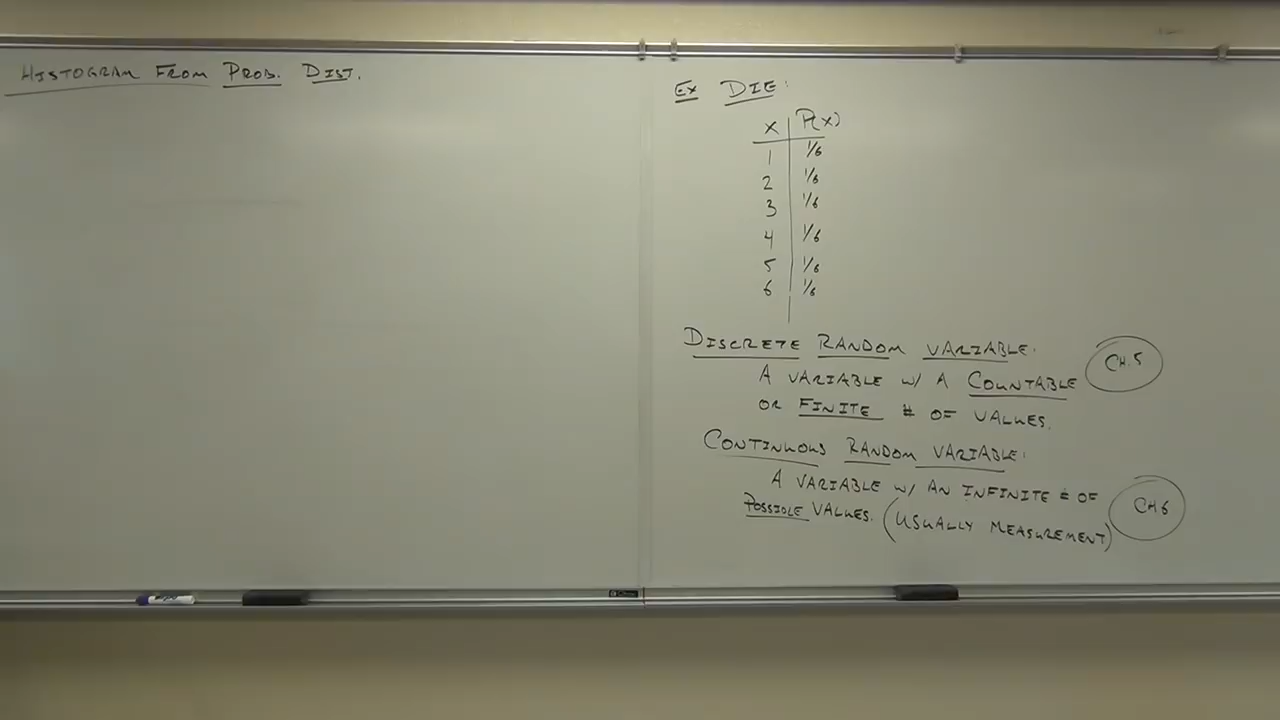 HISTOGRAM FROM PROB. DIST.
EX DIE:
X P(X)
1 1/6
2 1/6
3 1/6
4 1/6
5 1/6
6 1/6
DISCRETE RANDOM VARIABLE:
A VARIABLE W/ A COUNTABLE
OR FINITE # OF VALUES.
CH.5
CONTINUOUS RANDOM VARIABLE:
A VARIABLE W/ AN INFINITE # OF
POSSIBLE VALUES. (USUALLY MEASUREMENT)
CH6